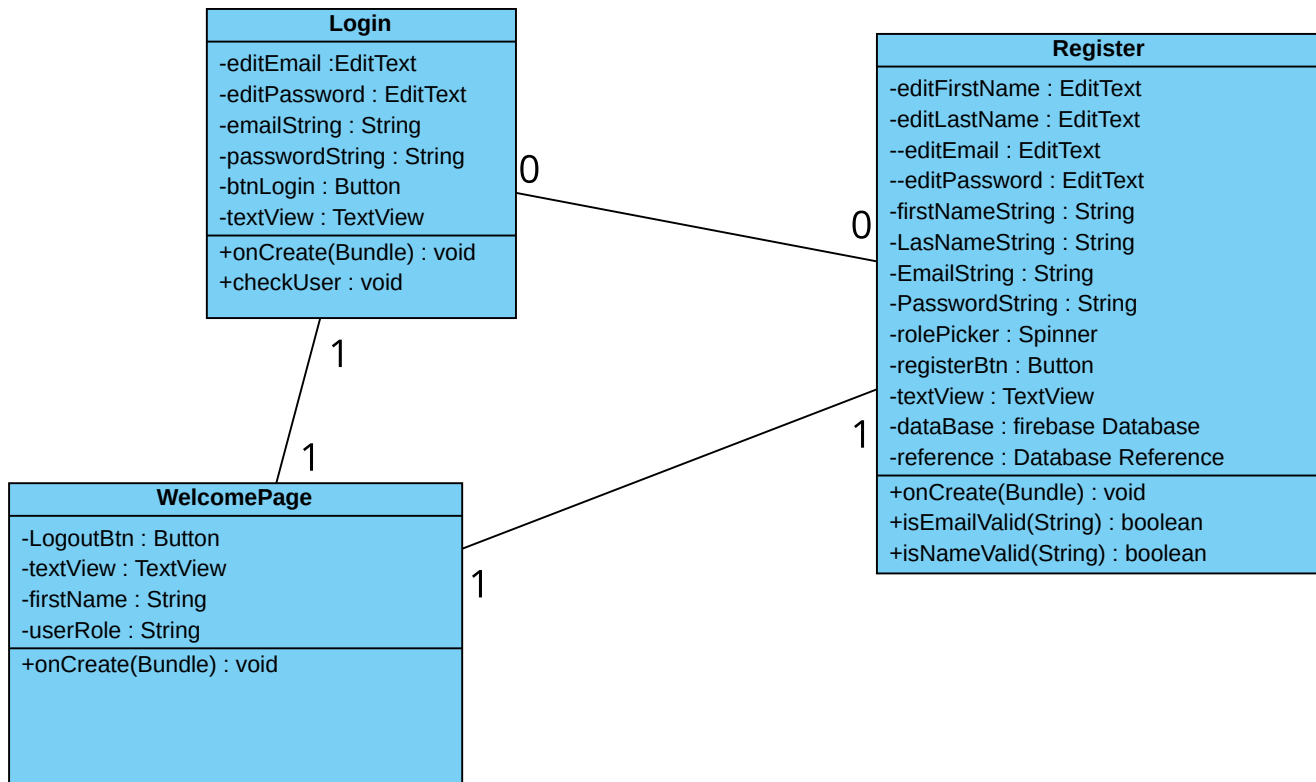 Login
-editEmail :EditText
-editPassword : EditText
-emailString : String
-passwordString : String
-btnLogin : Button
-textView : TextView
+onCreate(Bundle) : void
+checkUser : void
Register
-editFirstName : EditText
-editLastName : EditText
--editEmail : EditText
--editPassword : EditText
-firstNameString : String
-LasNameString : String
-EmailString : String
-PasswordString : String
-rolePicker : Spinner
-registerBtn : Button
-textView : TextView
-dataBase : firebase Database
-reference : Database Reference
+onCreate(Bundle) : void
+isEmailValid(String) : boolean
+isNameValid(String) : boolean
0
0
1
1
1
1
WelcomePage
-LogoutBtn : Button
-textView : TextView
-firstName : String
-userRole : String
+onCreate(Bundle) : void